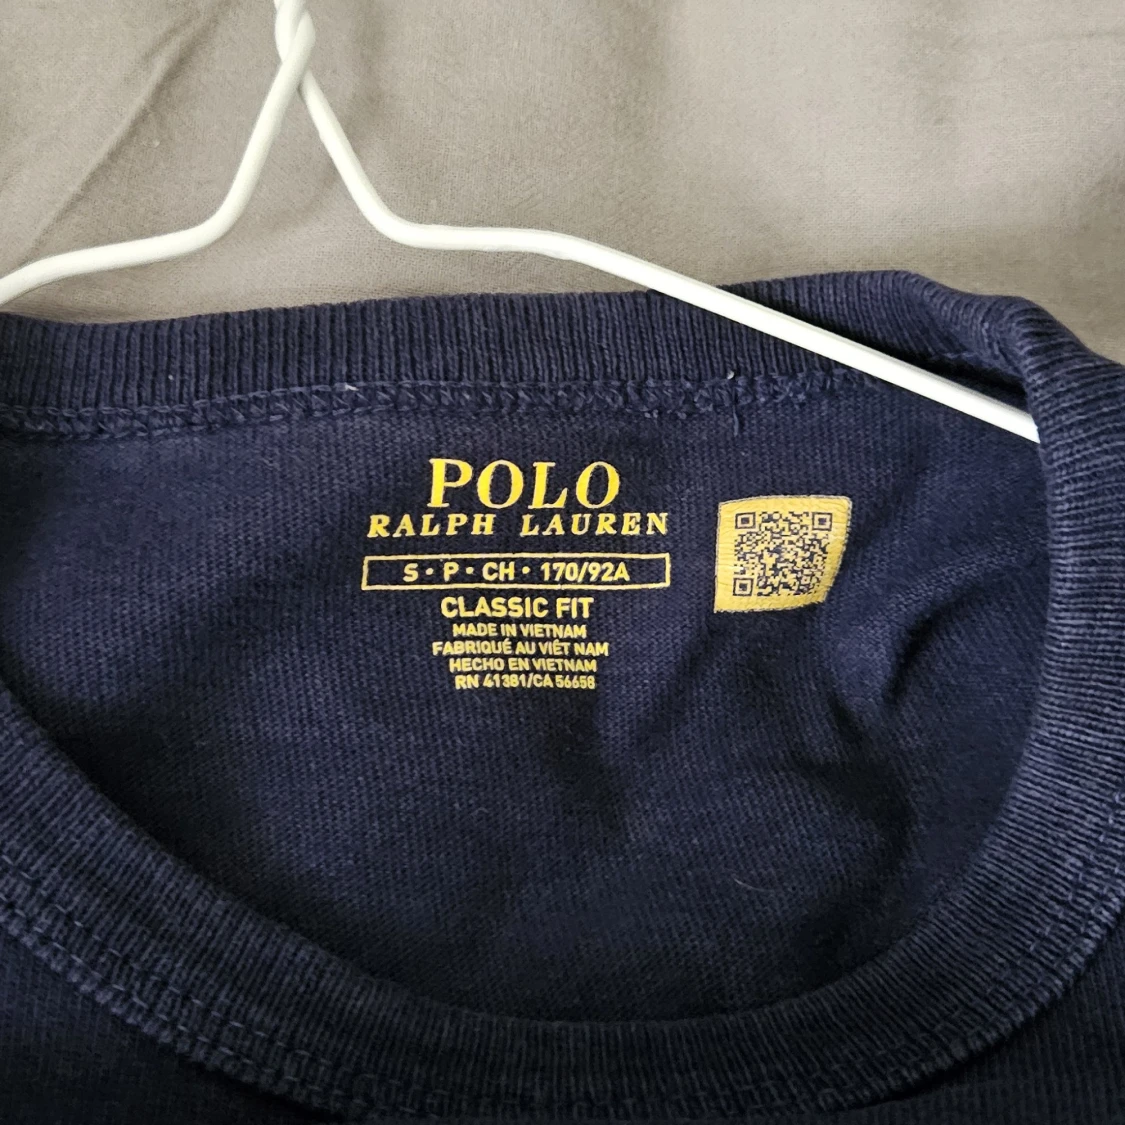 POLO
RALPH LAUREN
S • P • CH • 170/92A
CLASSIC FIT
MADE IN VIETNAM
FABRIQUÉ AU VIÊT NAM
HECHO EN VIETNAM
RN 41381/CA 56658